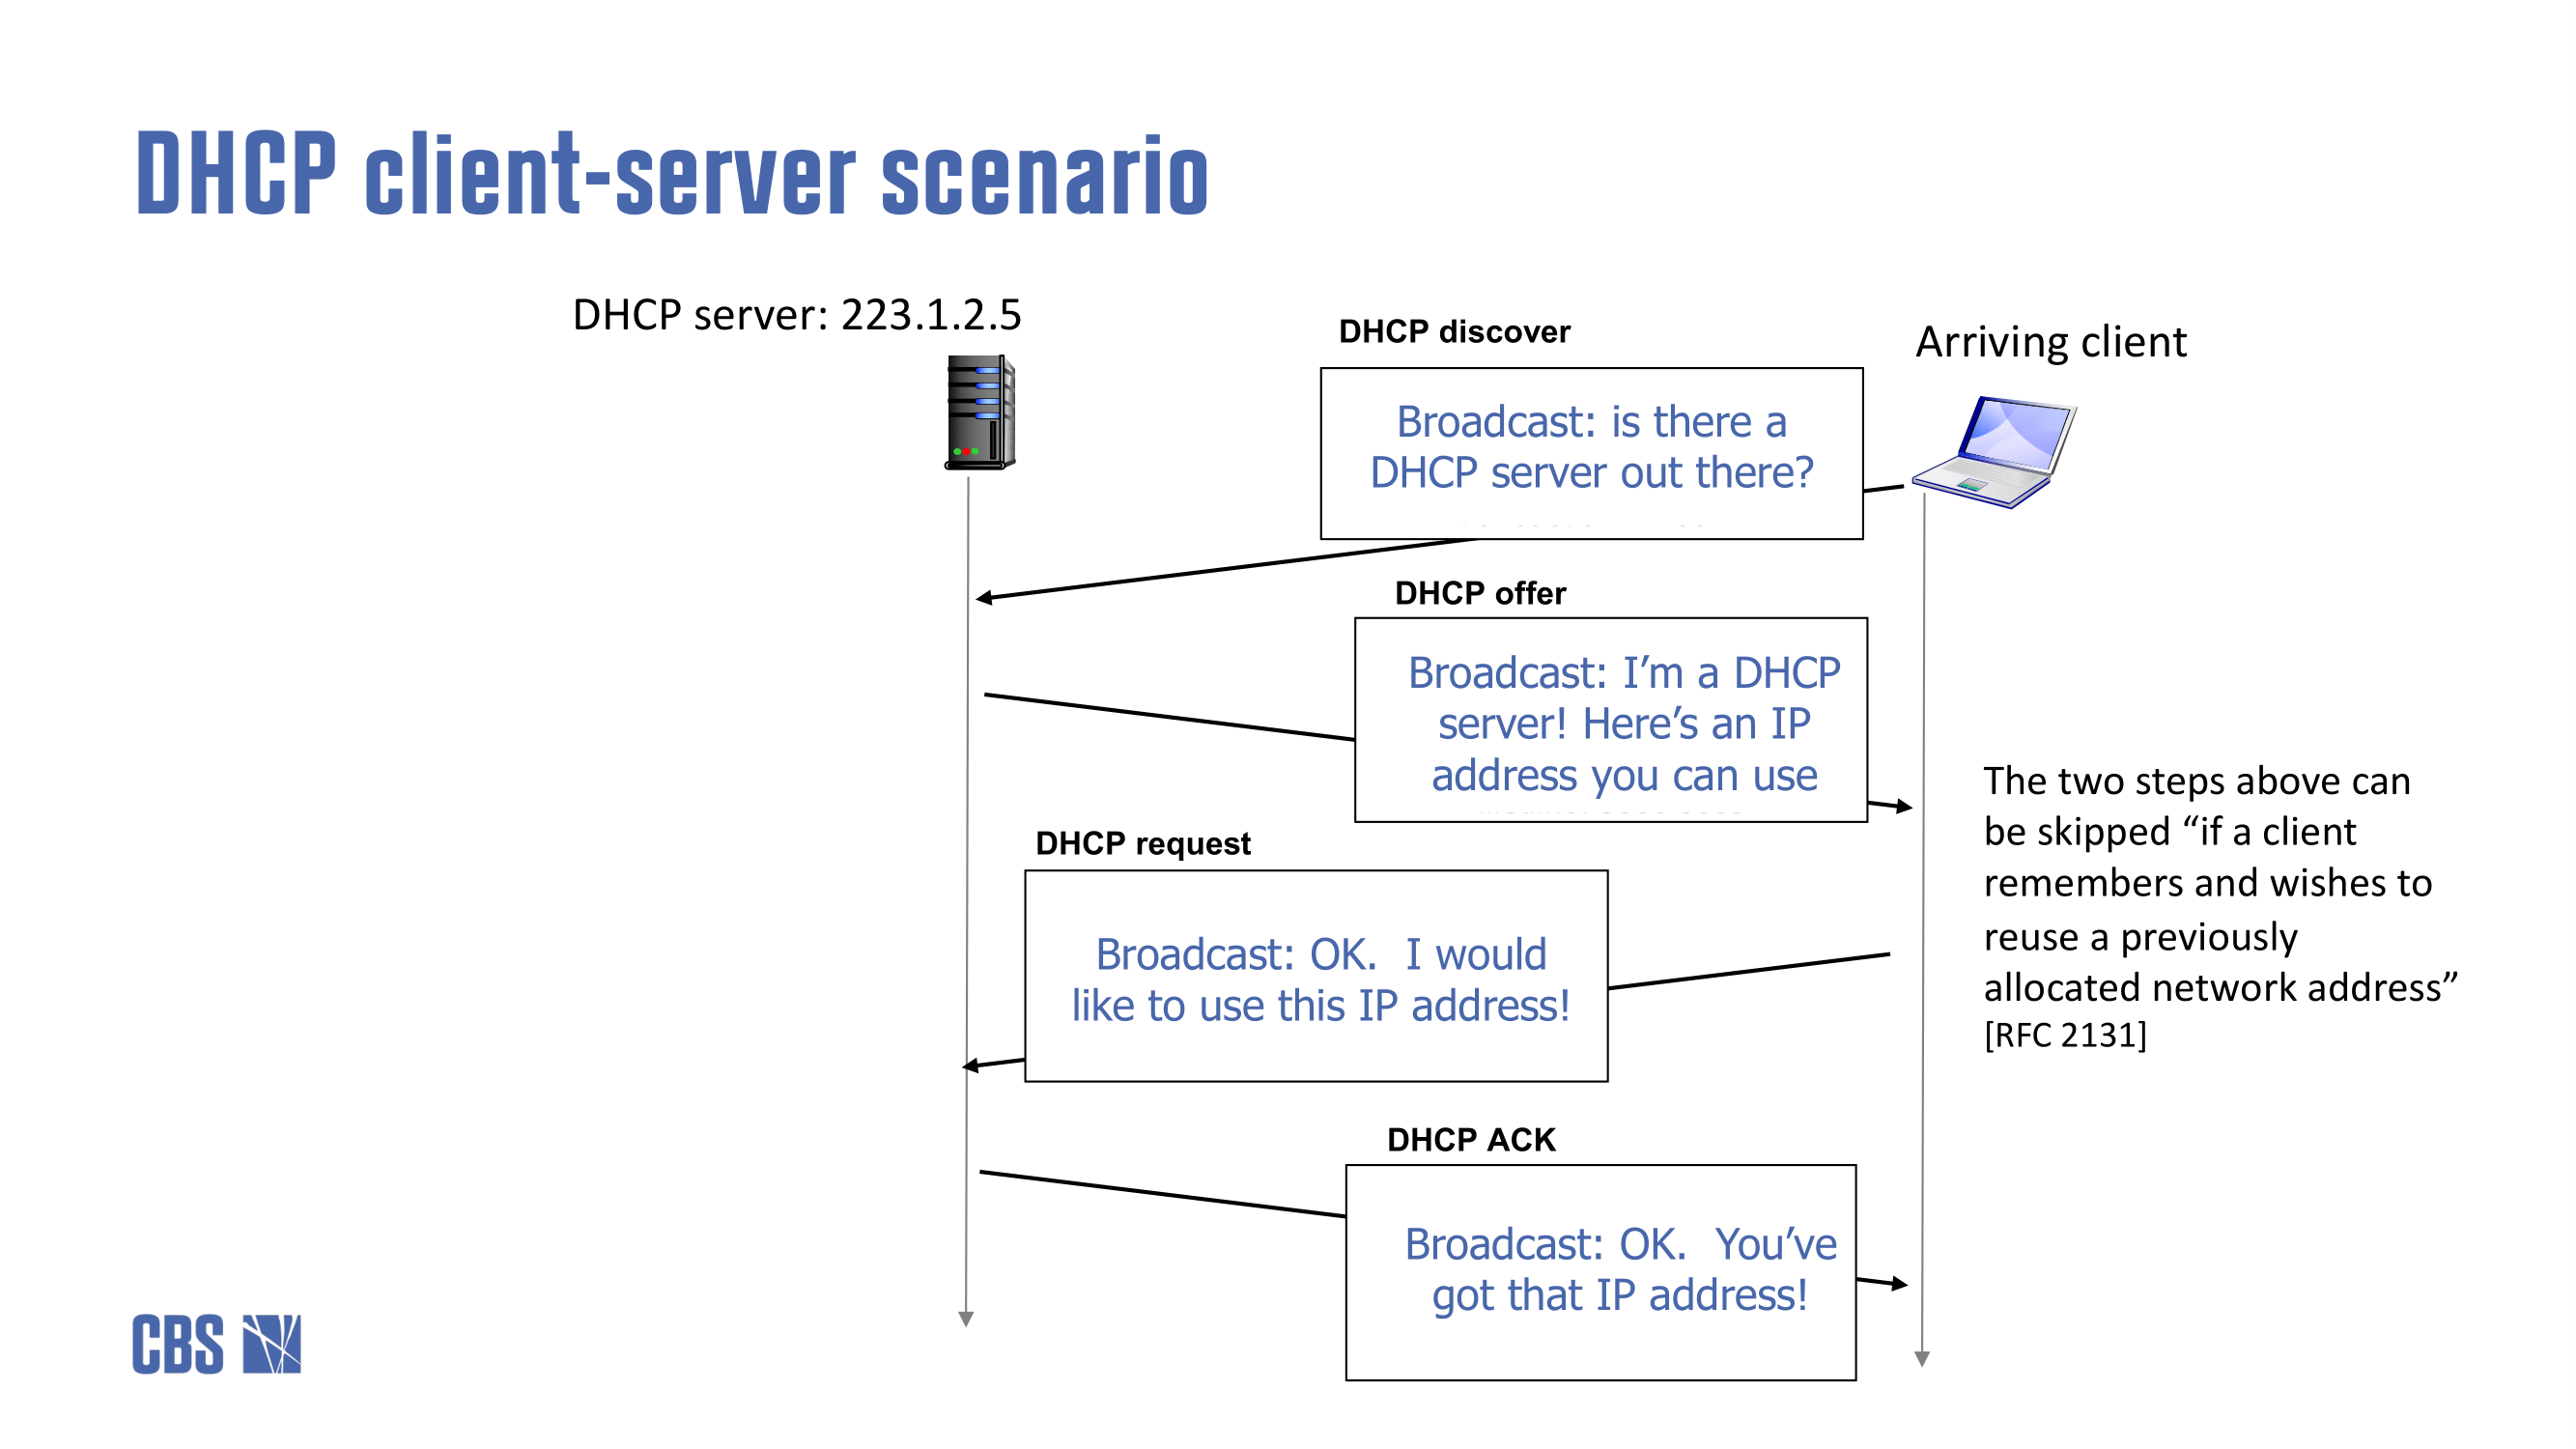 DHCP client-server scenario
DHCP server: 223.1.2.5
DHCP discover
Arriving client
Broadcast: is there a
DHCP server out there?
DHCP offer
Broadcast: I’m a DHCP
server! Here’s an IP
address you can use
The two steps above can
be skipped “if a client
remembers and wishes to
reuse a previously
allocated network address”
[RFC 2131]
DHCP request
Broadcast: OK.  I would
like to use this IP address!
DHCP ACK
Broadcast: OK.  You’ve
got that IP address!
CBS